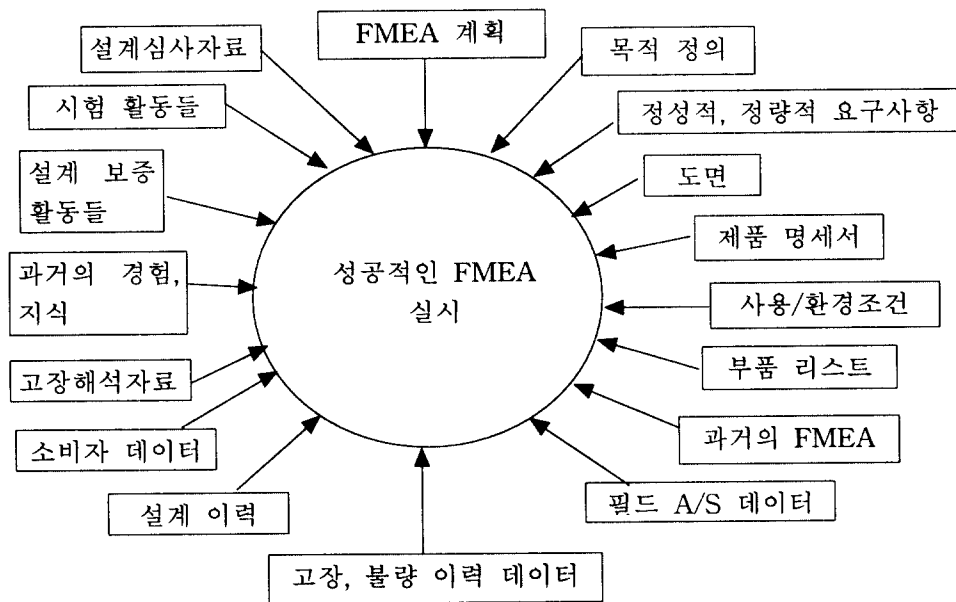 FMEA 계획
설계심사자료
목적 정의
시험 활동들
정성적, 정량적 요구사항
설계 보증
활동들
도면
제품 명세서
과거의 경험,
지식
성공적인 FMEA
실시
사용/환경조건
부품 리스트
고장해석자료
과거의 FMEA
소비자 데이터
필드 A/S 데이터
설계 이력
고장, 불량 이력 데이터